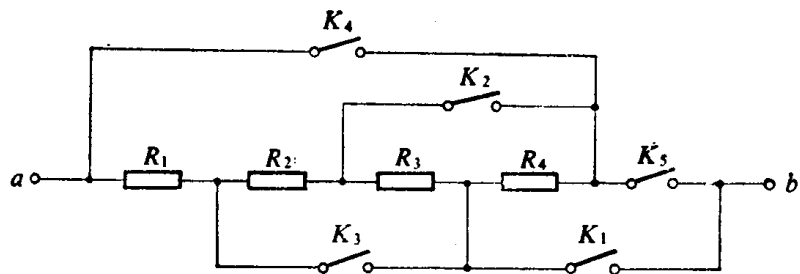 K₄
K₂
a R₁ R₂ R₃ R₄ K₅ b
K₃ K₁